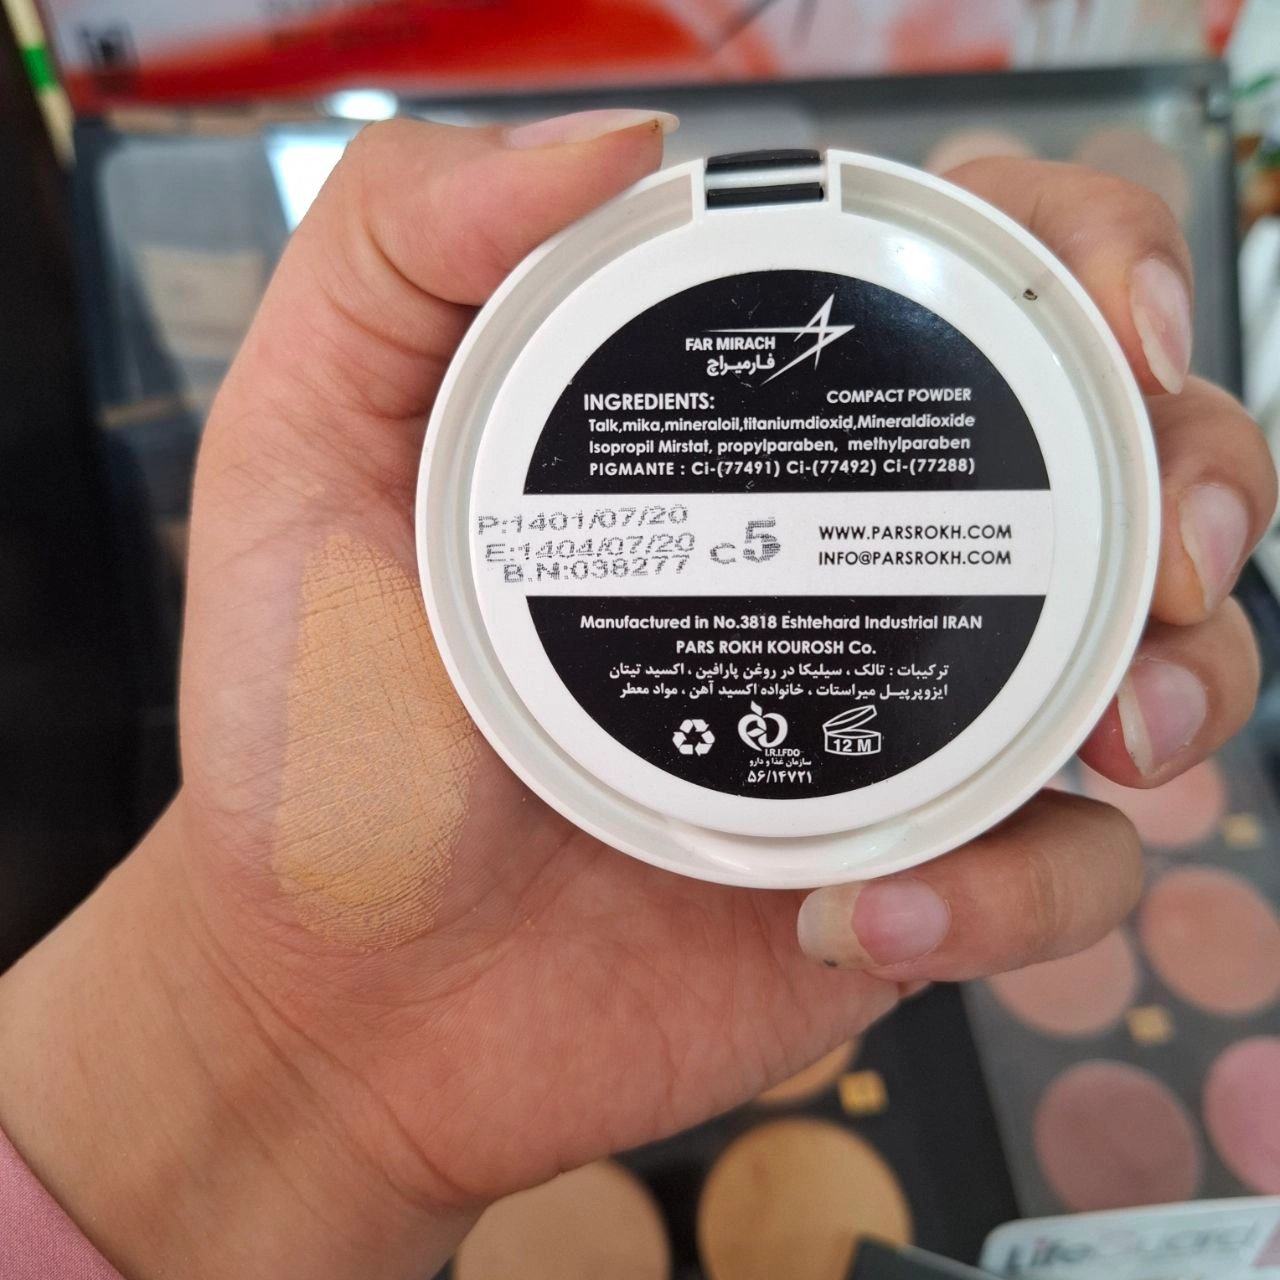 FAR MIRACH
فارمیراچ
INGREDIENTS: COMPACT POWDER
Talk,mika,mineraloil,titaniumdioxid,Mineraldioxide
Isopropil Mirstat, propylparaben, methylparaben
PIGMANTE : Ci-(77491) Ci-(77492) Ci-(77288)
P:1401/07/20
E:1404/07/20
B.N:038277
C5
WWW.PARSROKH.COM
INFO@PARSROKH.COM
Manufactured in No.3818 Eshtehard Industrial IRAN
PARS ROKH KOUROSH Co.
ترکیبات : تالک ، سیلیکا در روغن پارافین ، اکسید تیتان
ایزوپرپیل میراستات ، خانواده اکسید آهن ، مواد معطر
I.R.I.FDO
سازمان غذا و دارو
۵۶/۱۴۷۲۱
12 M
LifeGuard